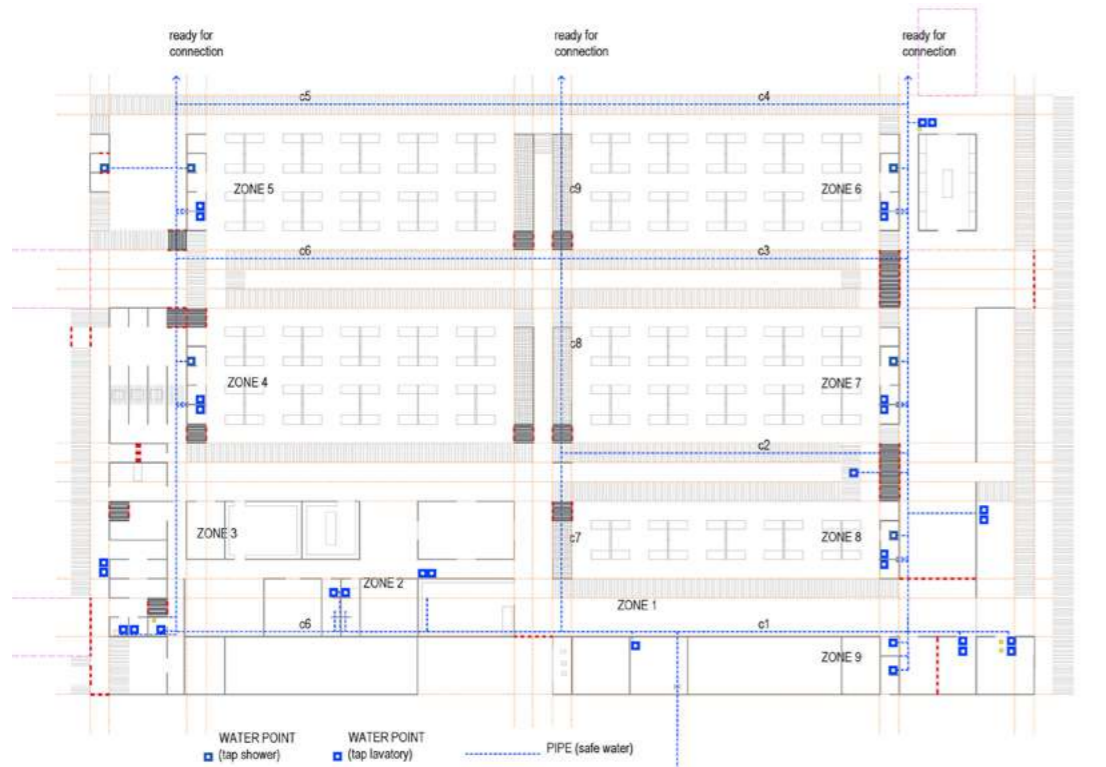 ready for
connection
ready for
connection
ready for
connection
c5
c4
ZONE 5
c9
ZONE 6
c6
c3
c8
ZONE 4
ZONE 7
c2
ZONE 3
c7
ZONE 8
ZONE 2
ZONE 1
c6
c1
ZONE 9
WATER POINT
(tap shower)
WATER POINT
(tap lavatory)
PIPE (safe water)